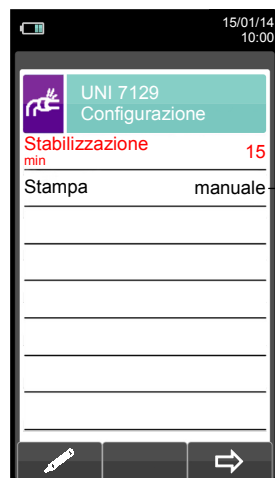 15/01/14
10:00
UNI 7129
Configurazione
Stabilizzazione
min 15
Stampa manuale